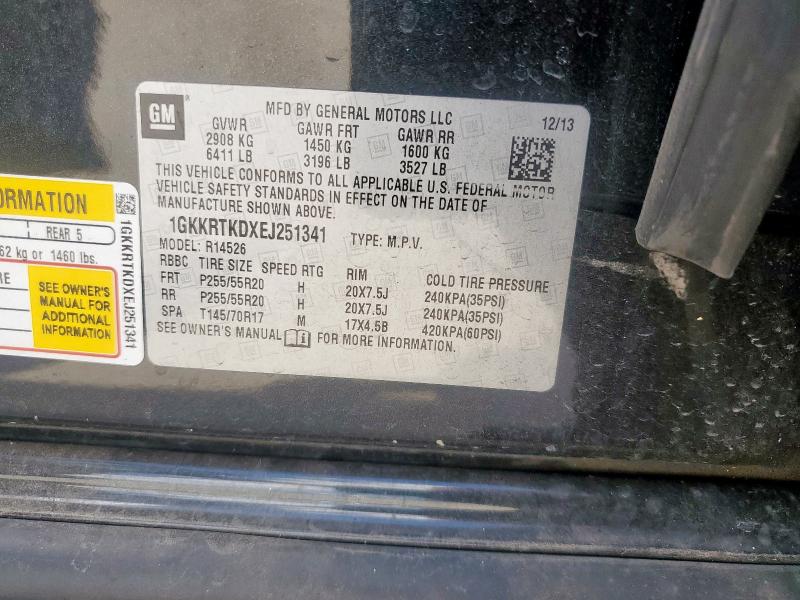 GM
MFD BY GENERAL MOTORS LLC
12/13
GVWR GAWR FRT GAWR RR
2908 KG 1450 KG 1600 KG
6411 LB 3196 LB 3527 LB
THIS VEHICLE CONFORMS TO ALL APPLICABLE U.S. FEDERAL MOTOR
VEHICLE SAFETY STANDARDS IN EFFECT ON THE DATE OF
MANUFACTURE SHOWN ABOVE.
1GKKRTKDXEJ251341 TYPE: M.P.V.
MODEL: R14526
RBBC TIRE SIZE SPEED RTG RIM COLD TIRE PRESSURE
FRT P255/55R20 H 20X7.5J 240KPA(35PSI)
RR P255/55R20 H 20X7.5J 240KPA(35PSI)
SPA T145/70R17 M 17X4.5B 420KPA(60PSI)
SEE OWNER'S MANUAL FOR MORE INFORMATION.
ORMATION
REAR 5
62 kg or 1460 lbs.
RE
SEE OWNER'S
MANUAL FOR
ADDITIONAL
INFORMATION
1GKKRTKDXEJ251341